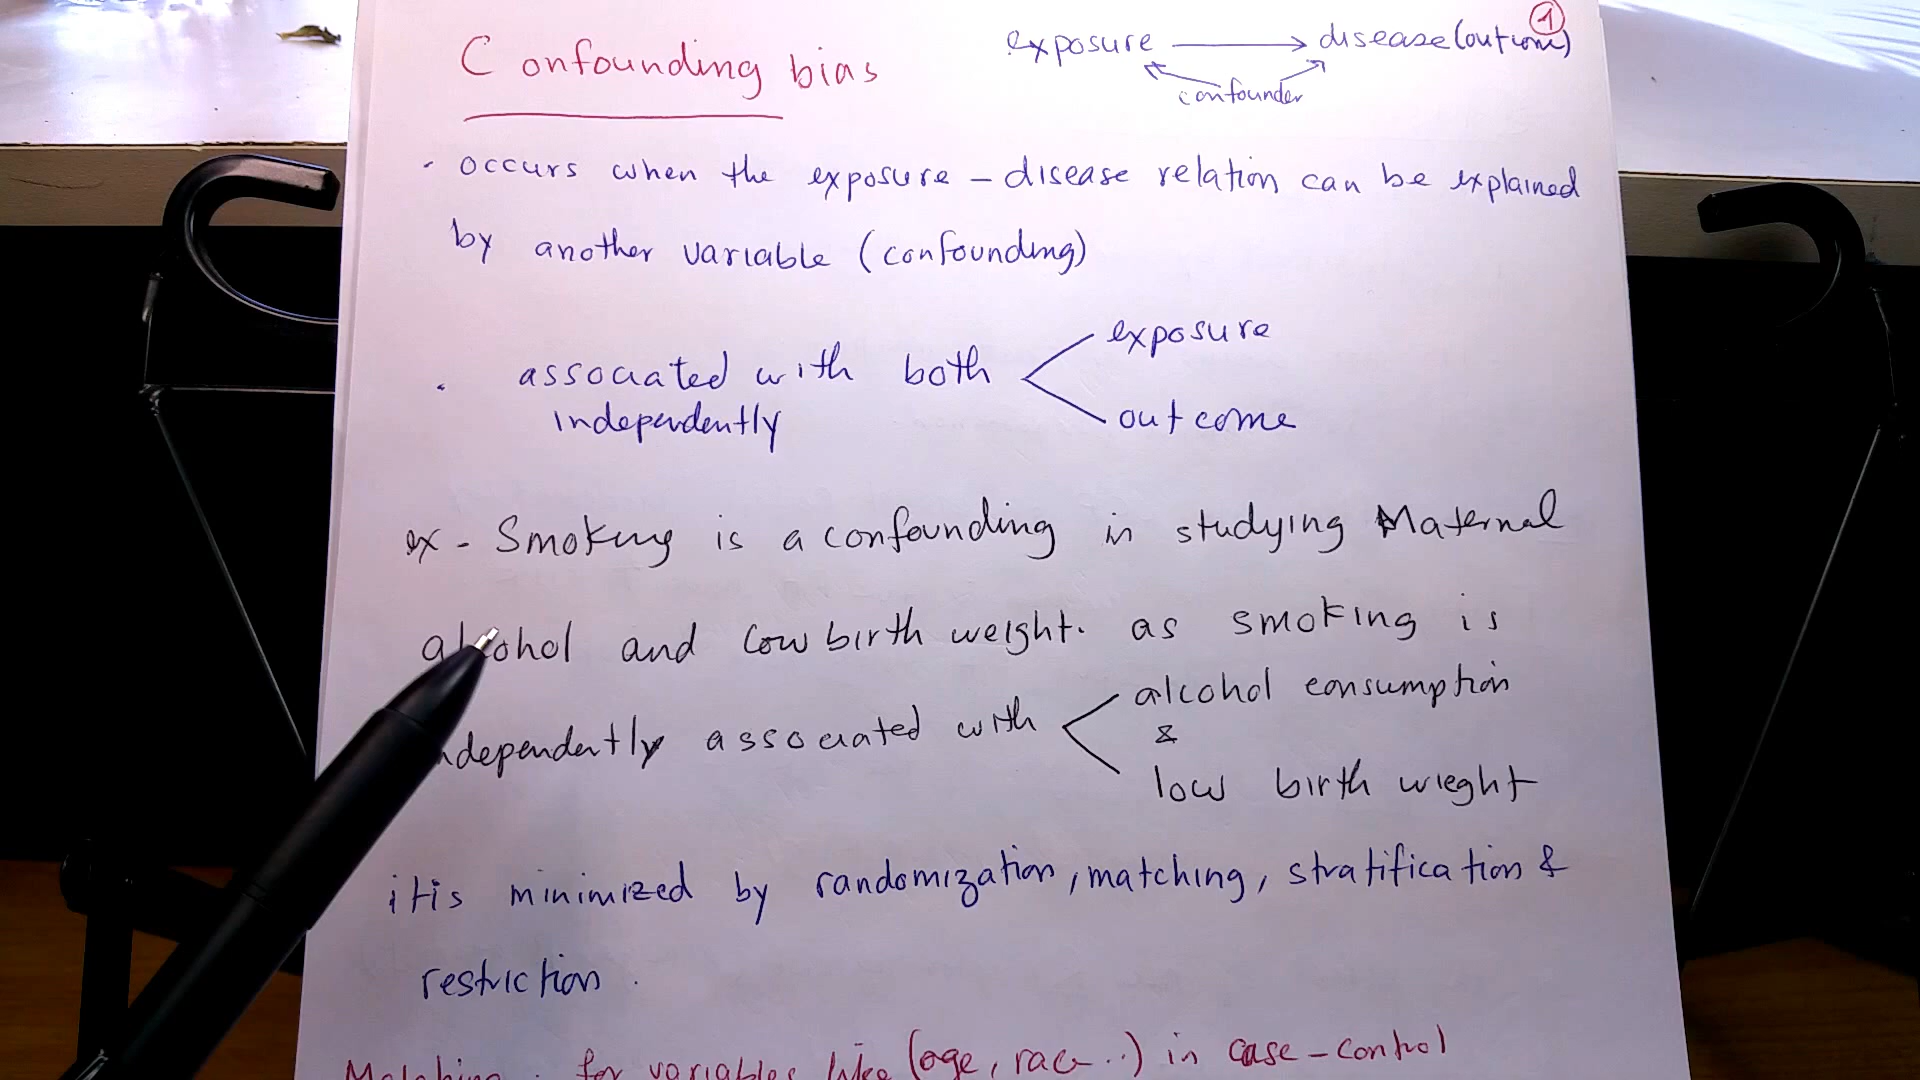 1
Confounding bias
exposure → disease (outcome)
confounder
• occurs when the exposure - disease relation can be explained
by another variable (confounding)
• associated with both exposure
independently outcome
ex - Smoking is a confounding in studying Maternal
alcohol and low birth weight. as smoking is
independently associated with alcohol consumption
&
low birth wieght
it is minimized by randomization, matching, stratification &
restriction.
Matching : for variables like (age, race..) in case-control